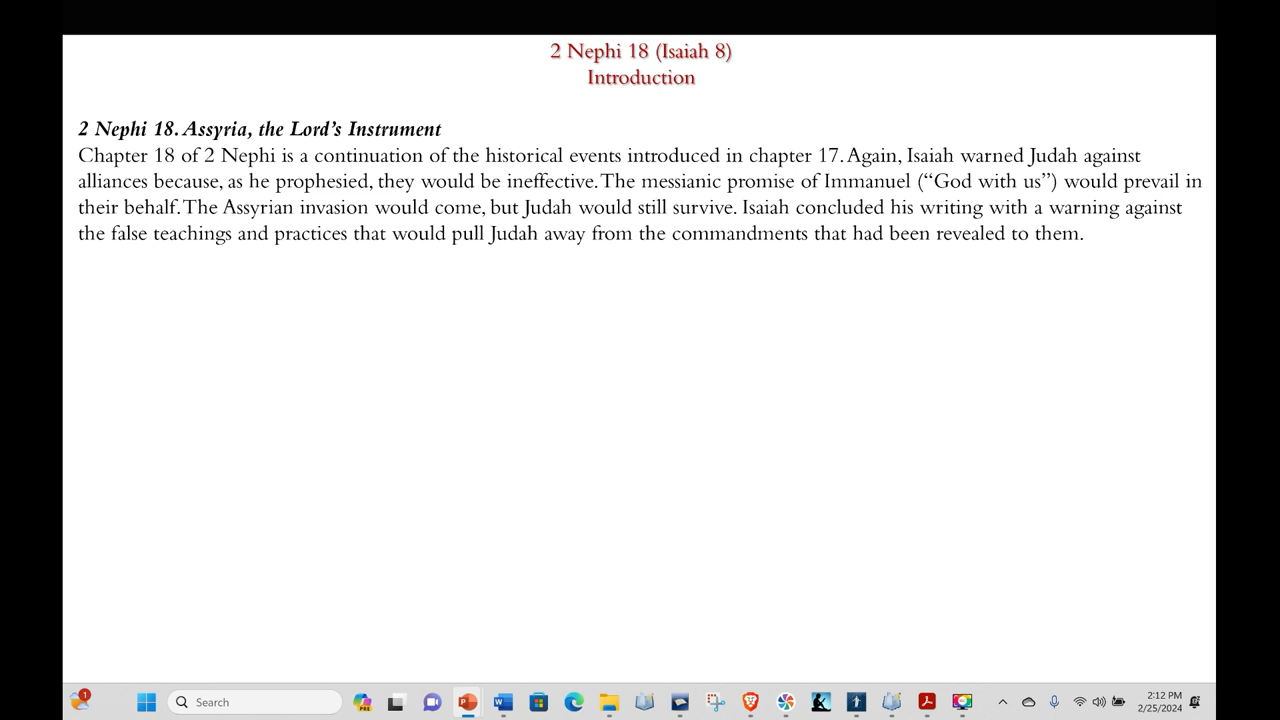 2 Nephi 18 (Isaiah 8)
Introduction
2 Nephi 18. Assyria, the Lord’s Instrument
Chapter 18 of 2 Nephi is a continuation of the historical events introduced in chapter 17. Again, Isaiah warned Judah against
alliances because, as he prophesied, they would be ineffective. The messianic promise of Immanuel (“God with us”) would prevail in
their behalf. The Assyrian invasion would come, but Judah would still survive. Isaiah concluded his writing with a warning against
the false teachings and practices that would pull Judah away from the commandments that had been revealed to them.
1
Search
PRE
W
2:12 PM
2/25/2024